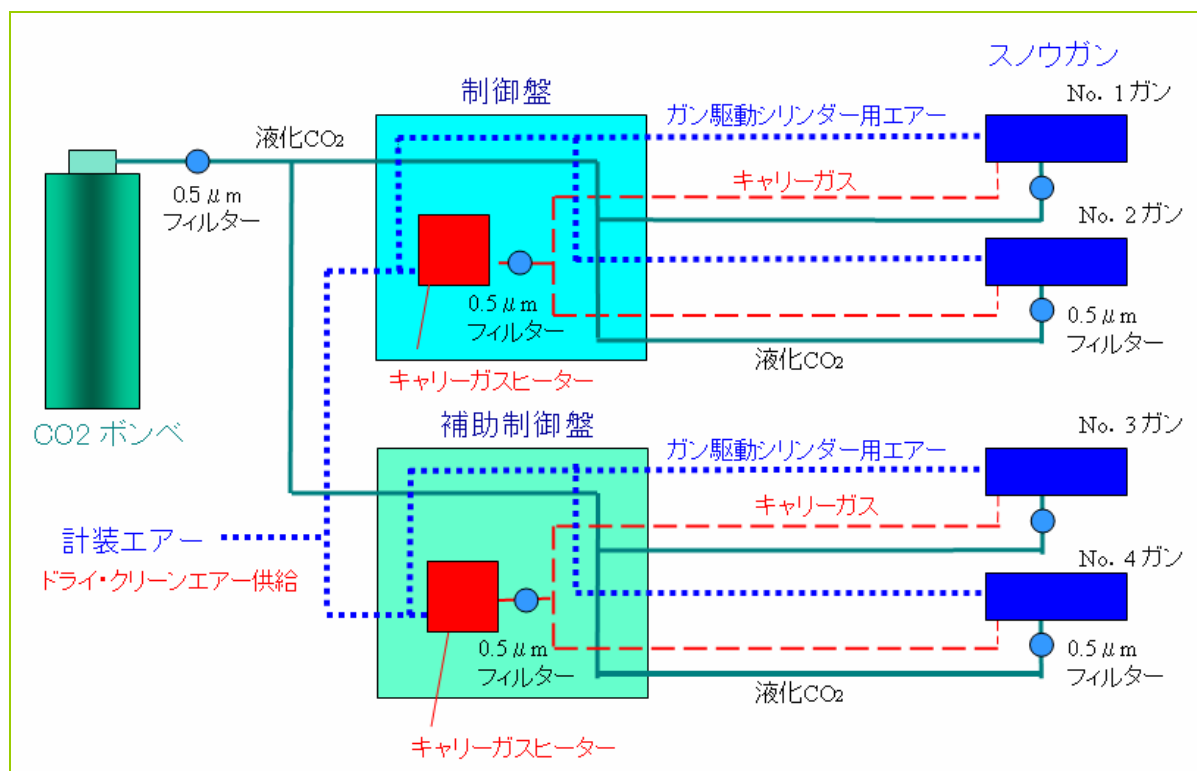 スノウガン
制御盤
No. 1ガン
ガン駆動シリンダー用エアー
液化CO₂
キャリーガス
0.5μm
フィルター
No. 2ガン
0.5μm
フィルター
0.5μm
フィルター
液化CO₂
キャリーガスヒーター
CO2 ボンベ
補助制御盤
No. 3ガン
ガン駆動シリンダー用エアー
キャリーガス
計装エアー
ドライ・クリーンエアー供給
No. 4ガン
0.5μm
フィルター
0.5μm
フィルター
液化CO₂
キャリーガスヒーター